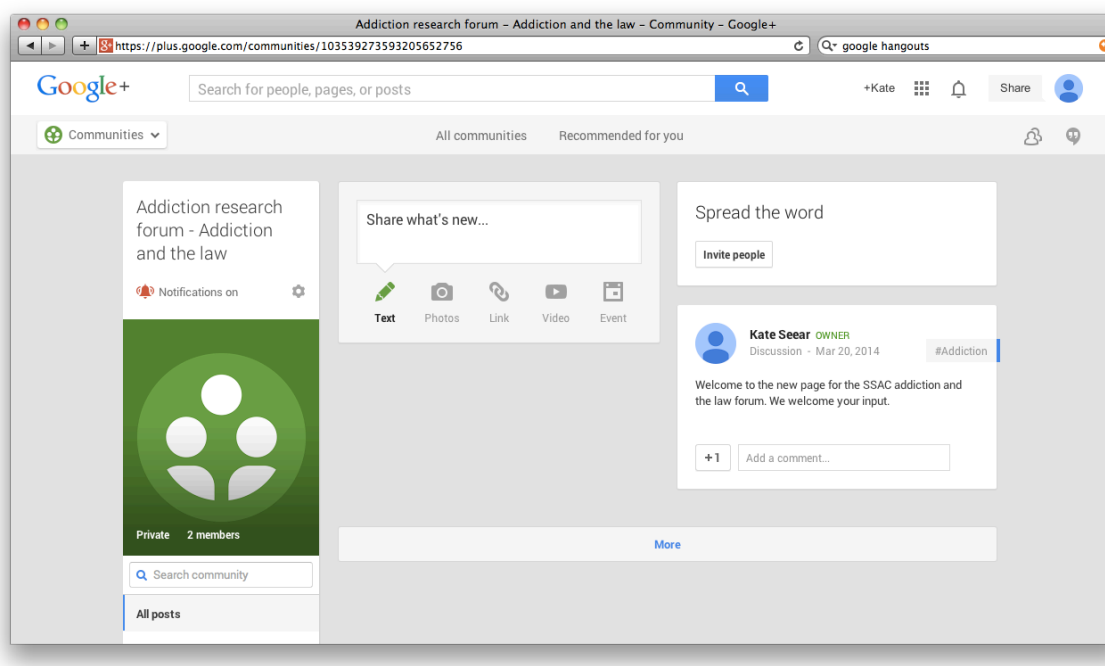 Addiction research forum – Addiction and the law – Community – Google+
https://plus.google.com/communities/103539273593205652756
google hangouts
Google+
Search for people, pages, or posts
+Kate
Share
Communities
All communities
Recommended for you
Addiction research
forum - Addiction
and the law
Notifications on
Private 2 members
Search community
All posts
Share what's new...
Text
Photos
Link
Video
Event
Spread the word
Invite people
Kate Seear OWNER
Discussion - Mar 20, 2014
#Addiction
Welcome to the new page for the SSAC addiction and
the law forum. We welcome your input.
+1
Add a comment...
More